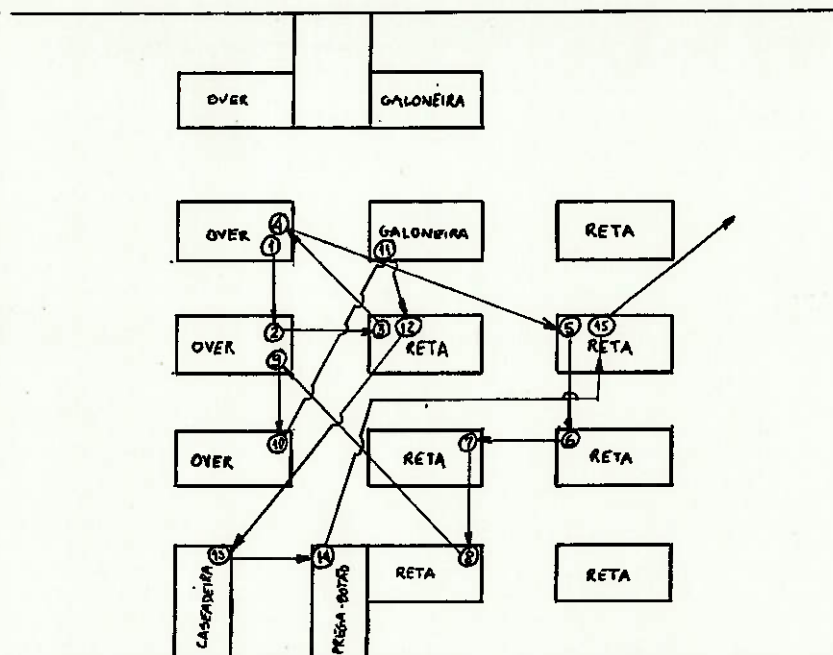 OVER GALONEIRA
OVER 4 1 GALONEIRA 11 RETA
OVER 2 9 3 12 RETA 5 15 RETA
OVER 10 RETA 7 6 RETA
CASEADEIRA 13 14 PREGA-BOTÃO RETA 8 RETA